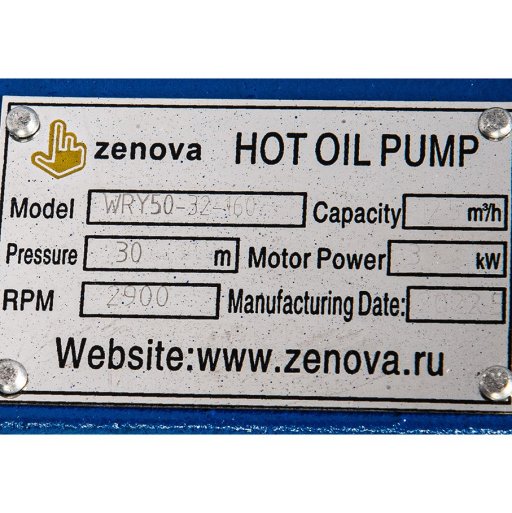 zenova HOT OIL PUMP
Model WRY50-32-160 Capacity m³/h
Pressure 30 m Motor Power 3 kW
RPM 2900 Manufacturing Date:
Website:www.zenova.ru